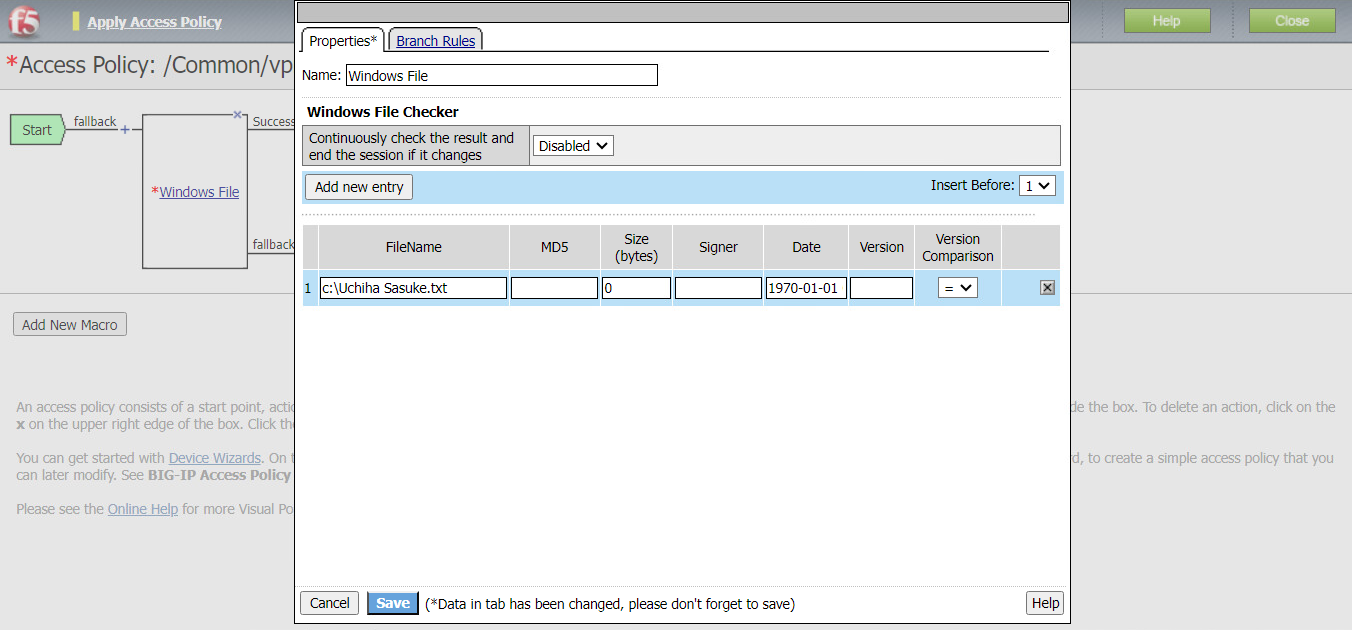 f5
Apply Access Policy
Help
Close
*Access Policy: /Common/vp
Start
fallback
+
x
*Windows File
Success
fallback
Add New Macro
An access policy consists of a start point, actio
de the box. To delete an action, click on the
x on the upper right edge of the box. Click the
You can get started with Device Wizards. On t
d, to create a simple access policy that you
can later modify. See BIG-IP Access Policy
Please see the Online Help for more Visual Po
Properties*
Branch Rules
Name: Windows File
Windows File Checker
Continuously check the result and
end the session if it changes
Disabled
Add new entry
Insert Before: 1
FileName MD5 Size (bytes) Signer Date Version Version Comparison
1 c:\Uchiha Sasuke.txt 0 1970-01-01 =
Cancel Save (*Data in tab has been changed, please don't forget to save) Help